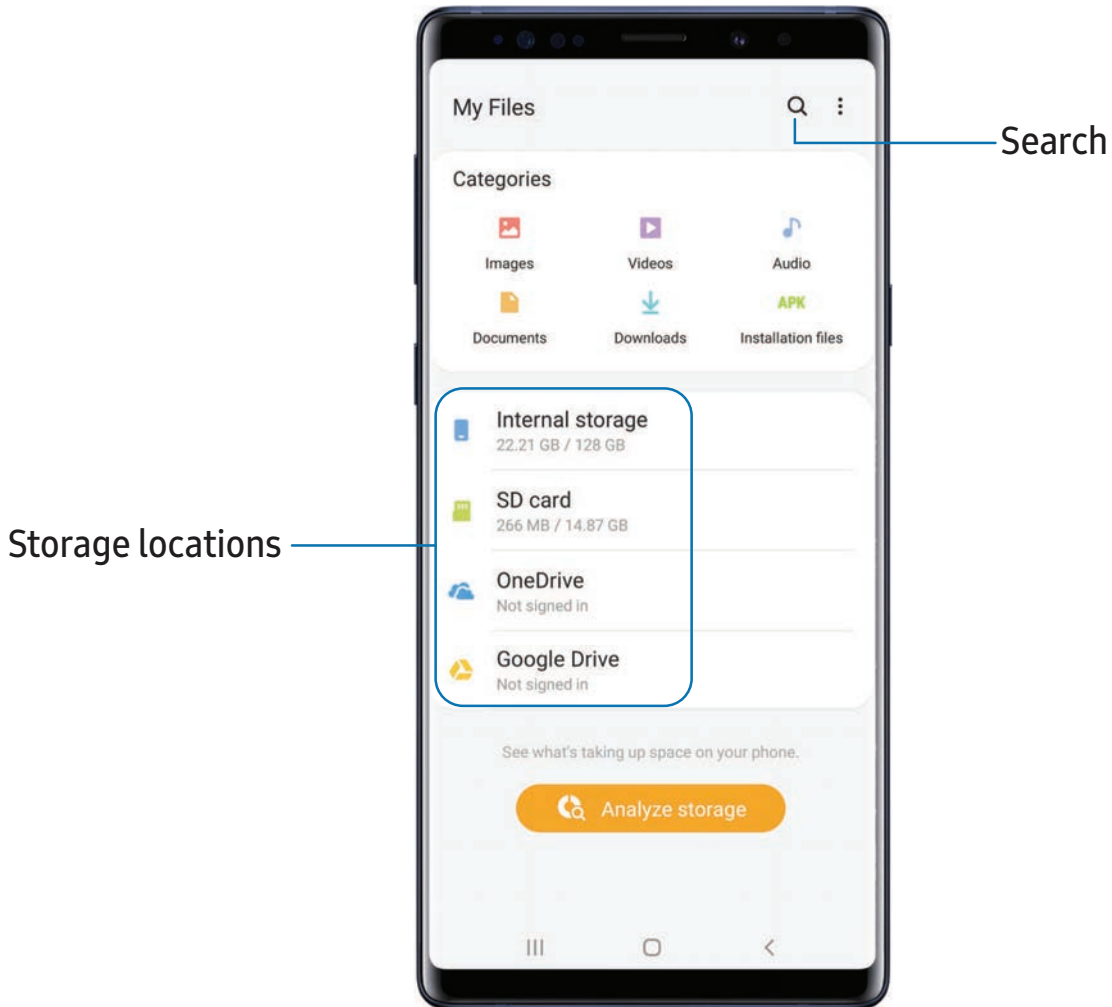 My Files
Search
Categories
Images Videos Audio
APK
Documents Downloads Installation files
Internal storage
22.21 GB / 128 GB
SD card
266 MB / 14.87 GB
Storage locations
OneDrive
Not signed in
Google Drive
Not signed in
See what's taking up space on your phone.
Analyze storage